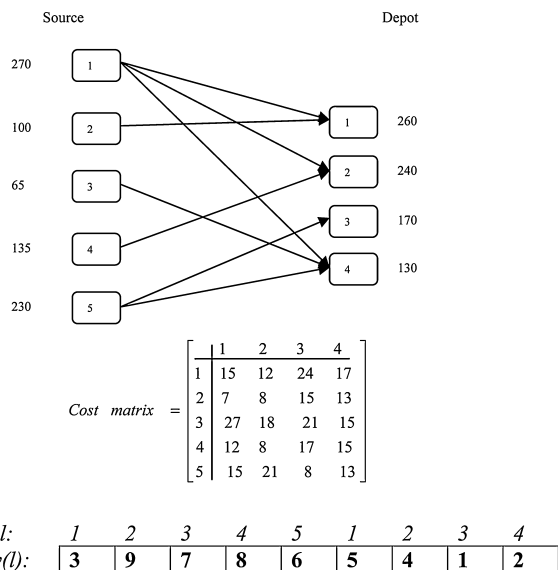 Source Depot
270 1
1 260
100 2
2 240
65 3
3 170
135 4
4 130
230 5
1 2 3 4
1 15 12 24 17
2 7 8 15 13
Cost matrix =
3 27 18 21 15
4 12 8 17 15
5 15 21 8 13
l: 1 2 3 4 5 1 2 3 4
(l): 3 9 7 8 6 5 4 1 2